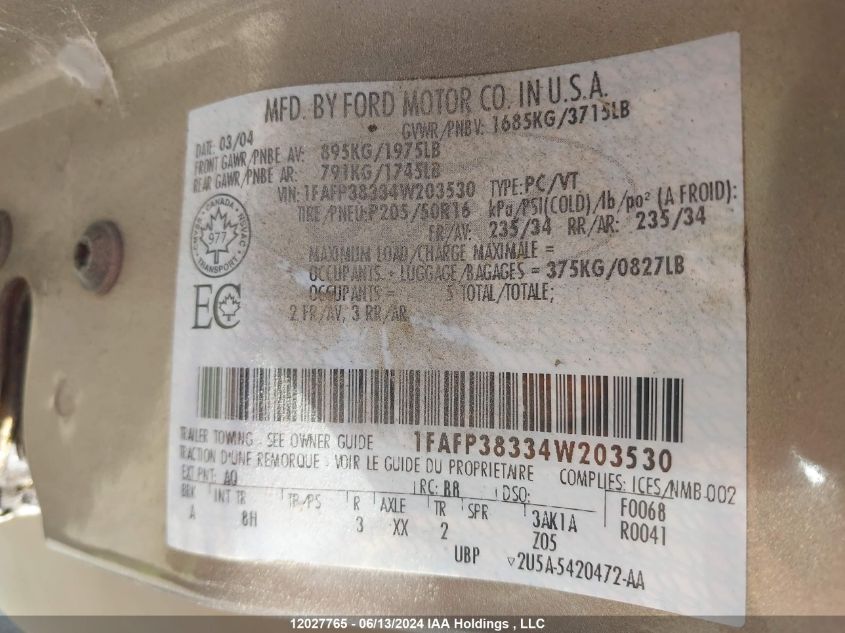 MFD. BY FORD MOTOR CO. IN U.S.A.
DATE: 03/04 GVWR/PNBV: 1685KG/3715LB
FRONT GAWR/PNBE AV: 895KG/1975LB
REAR GAWR/PNBE AR: 791KG/1745LB
VIN: 1FAFP38334W203530 TYPE: PC/VT
TIRE/PNEU: P205/50R16 kPa/PSI(COLD)/lb/po² (A FROID):
FR/AV: 235/34 RR/AR: 235/34
MAXIMUM LOAD/CHARGE MAXIMALE =
OCCUPANTS + LUGGAGE/BAGAGES = 375KG/0827LB
OCCUPANTS = 5 TOTAL/TOTALE;
2 FR/AV, 3 RR/AR
CANADA
977
TRANSPORT
EC
1FAFP38334W203530
TRAILER TOWING - SEE OWNER GUIDE
TRACTION D'UNE REMORQUE - VOIR LE GUIDE DU PROPRIETAIRE
COMPLIES: ICES/NMB-002
EXT PNT: AQ RC: B8 DSO: F0068
BRK INT TR TP/PS R AXLE TR SPR 3AK1A R0041
A 8H 3 XX 2 Z05
UBP ▽2U5A-5420472-AA
12027765 - 06/13/2024 IAA Holdings , LLC